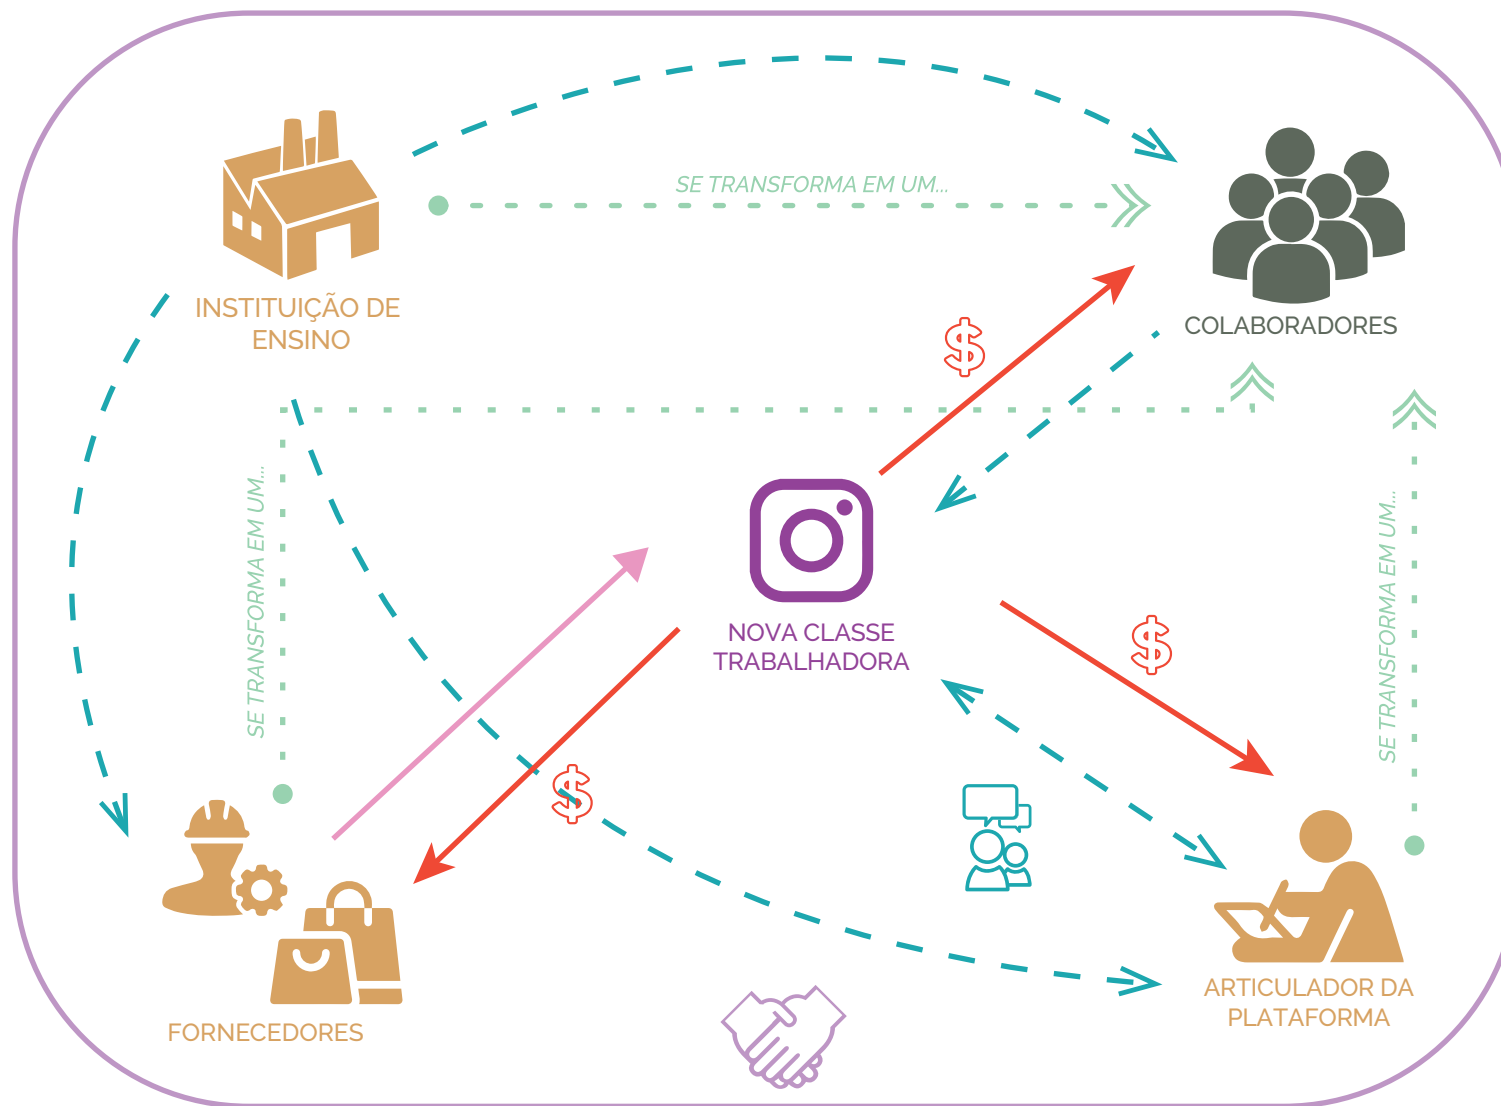 SE TRANSFORMA EM UM...
INSTITUIÇÃO DE
ENSINO
COLABORADORES
$
SE TRANSFORMA EM UM...
SE TRANSFORMA EM UM...
NOVA CLASSE
TRABALHADORA
$
$
FORNECEDORES
ARTICULADOR DA
PLATAFORMA